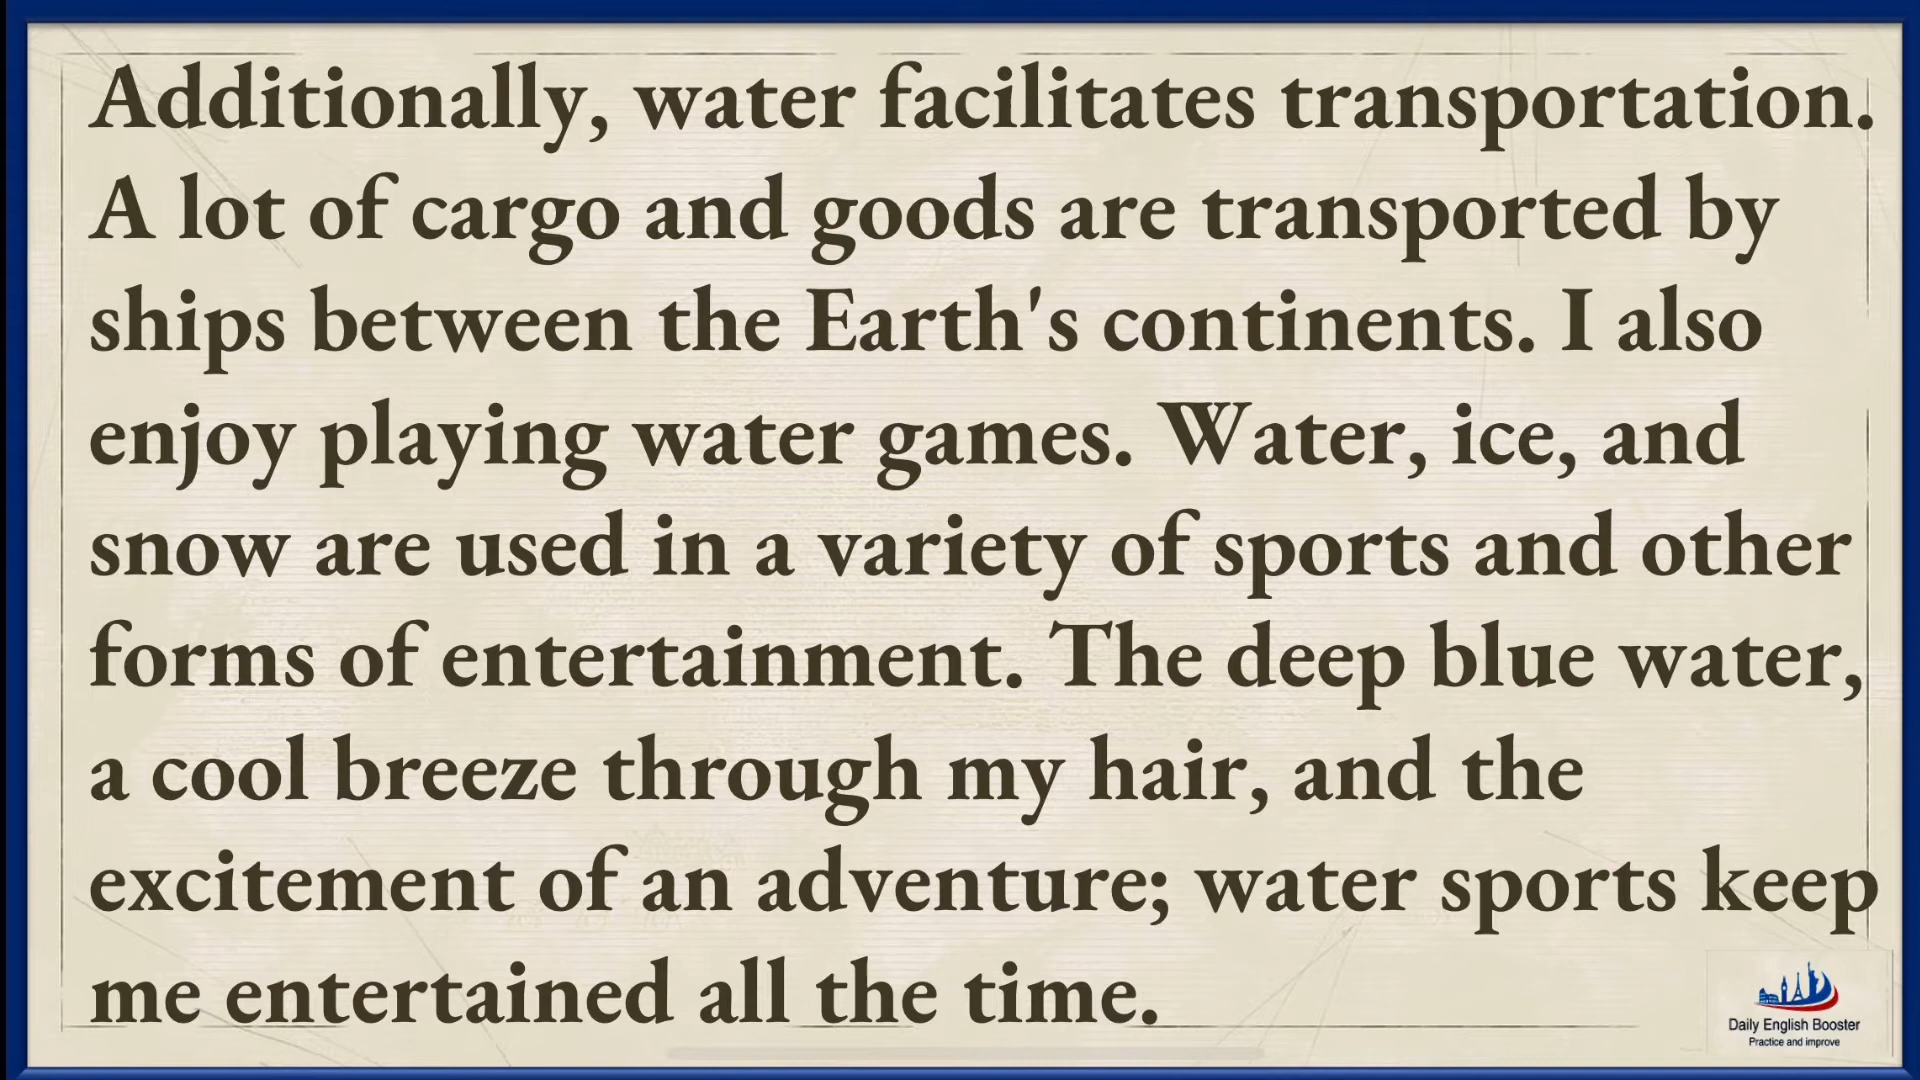 Additionally, water facilitates transportation.
A lot of cargo and goods are transported by
ships between the Earth's continents. I also
enjoy playing water games. Water, ice, and
snow are used in a variety of sports and other
forms of entertainment. The deep blue water,
a cool breeze through my hair, and the
excitement of an adventure; water sports keep
me entertained all the time.
Daily English Booster
Practice and improve